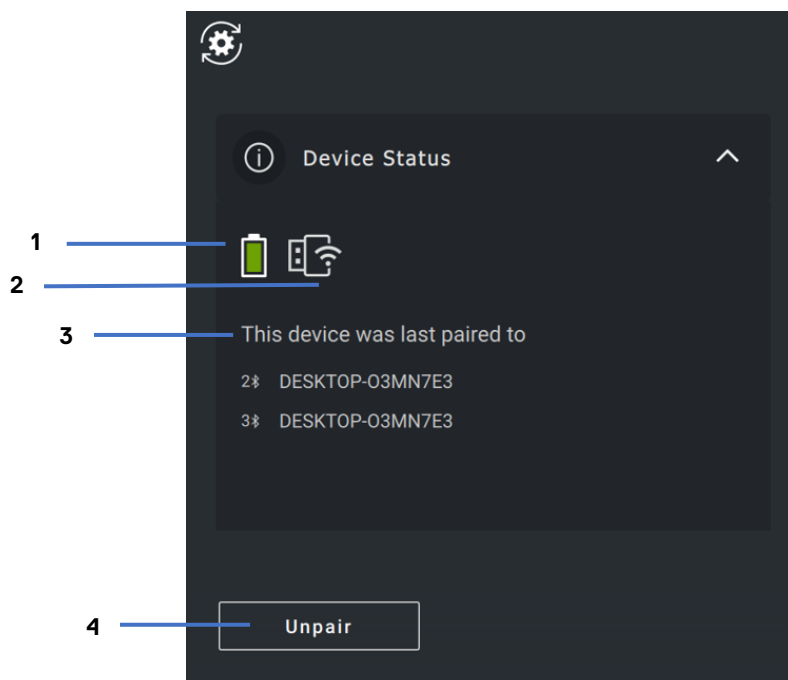 Device Status
1
2
3 This device was last paired to
2 DESKTOP-O3MN7E3
3 DESKTOP-O3MN7E3
4 Unpair